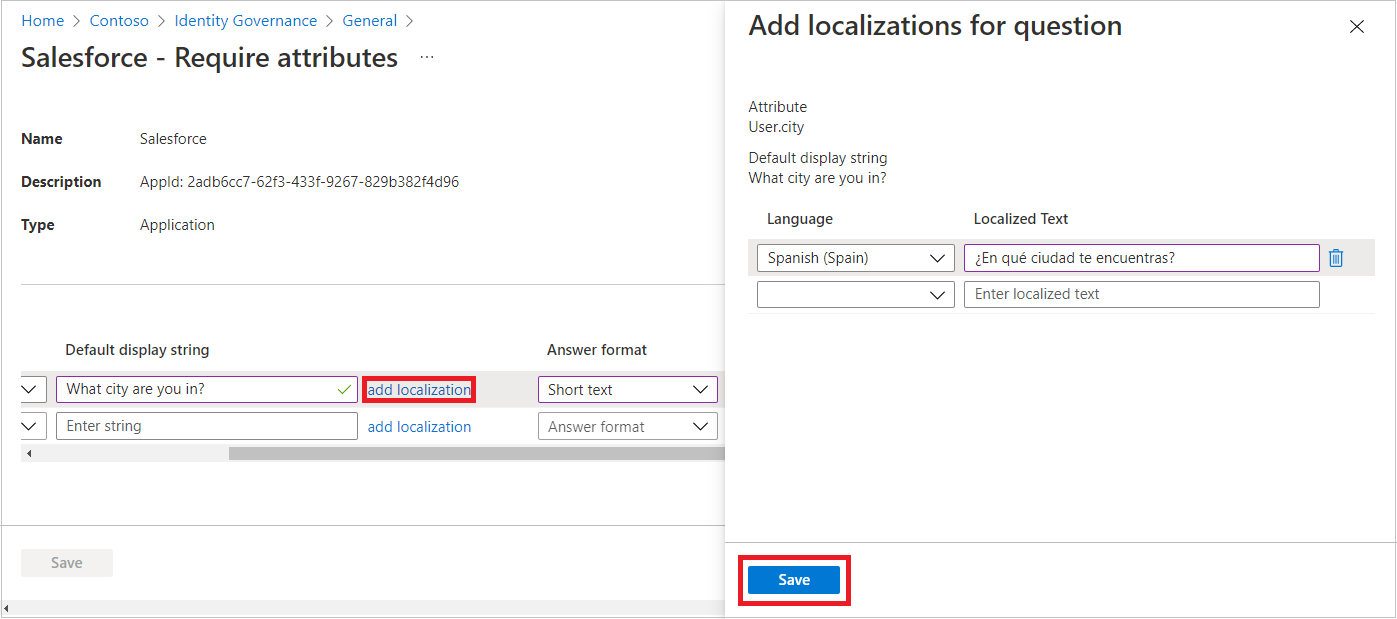 Home > Contoso > Identity Governance > General >
Salesforce - Require attributes ...
Name Salesforce
Description AppId: 2adb6cc7-62f3-433f-9267-829b382f4d96
Type Application
Default display string Answer format
What city are you in? add localization Short text
Enter string add localization Answer format
Save
Add localizations for question
Attribute
User.city
Default display string
What city are you in?
Language Localized Text
Spanish (Spain) ¿En qué ciudad te encuentras?
Enter localized text
Save